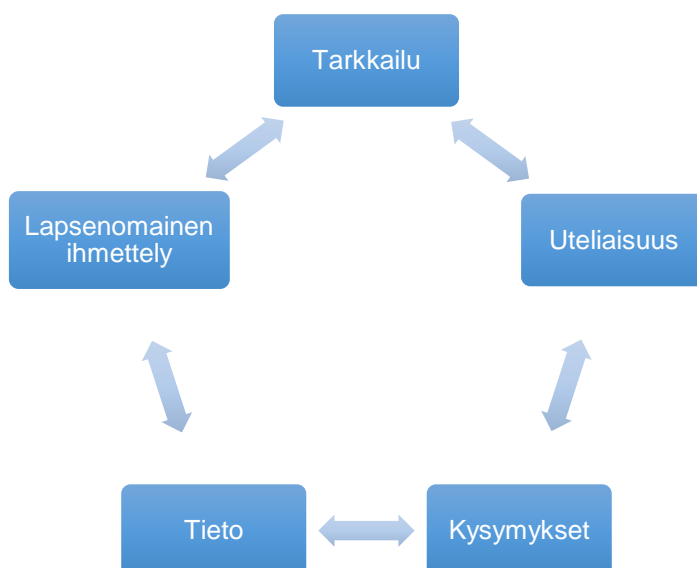 Tarkkailu
Lapsenomainen
ihmettely
Uteliaisuus
Tieto
Kysymykset